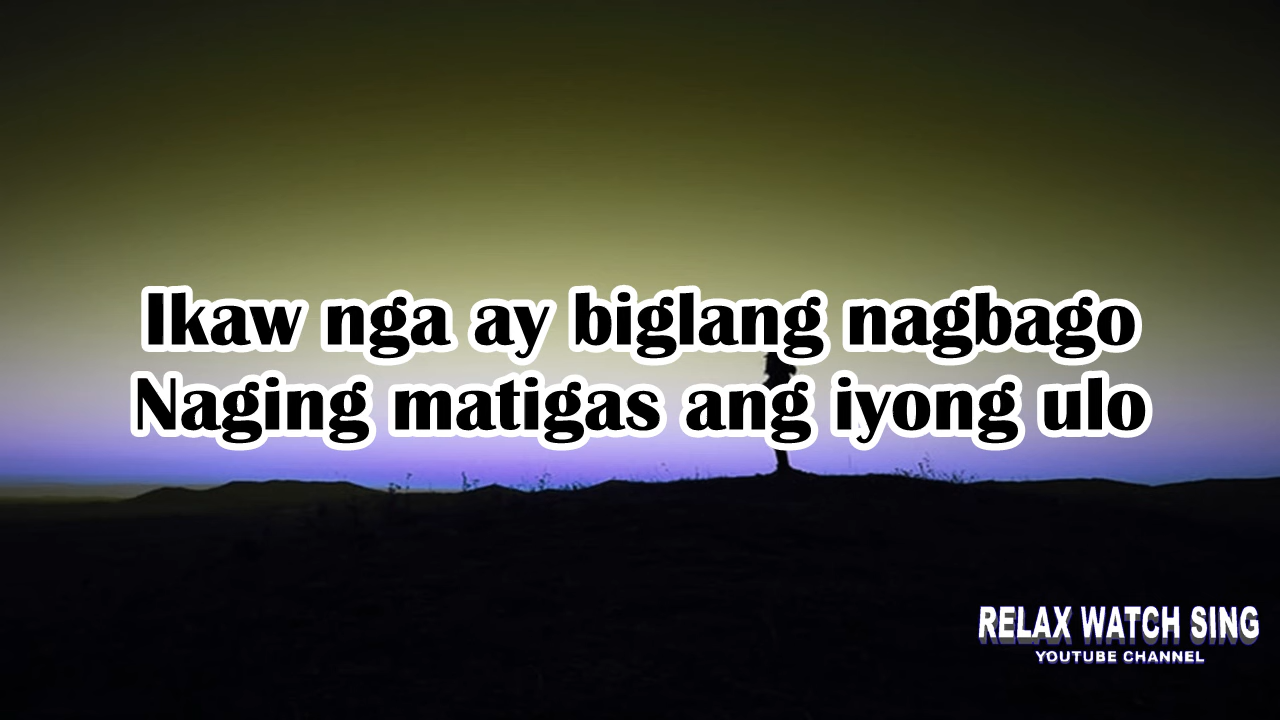 Ikaw nga ay biglang nagbago
Naging matigas ang iyong ulo
RELAX WATCH SING
YOUTUBE CHANNEL